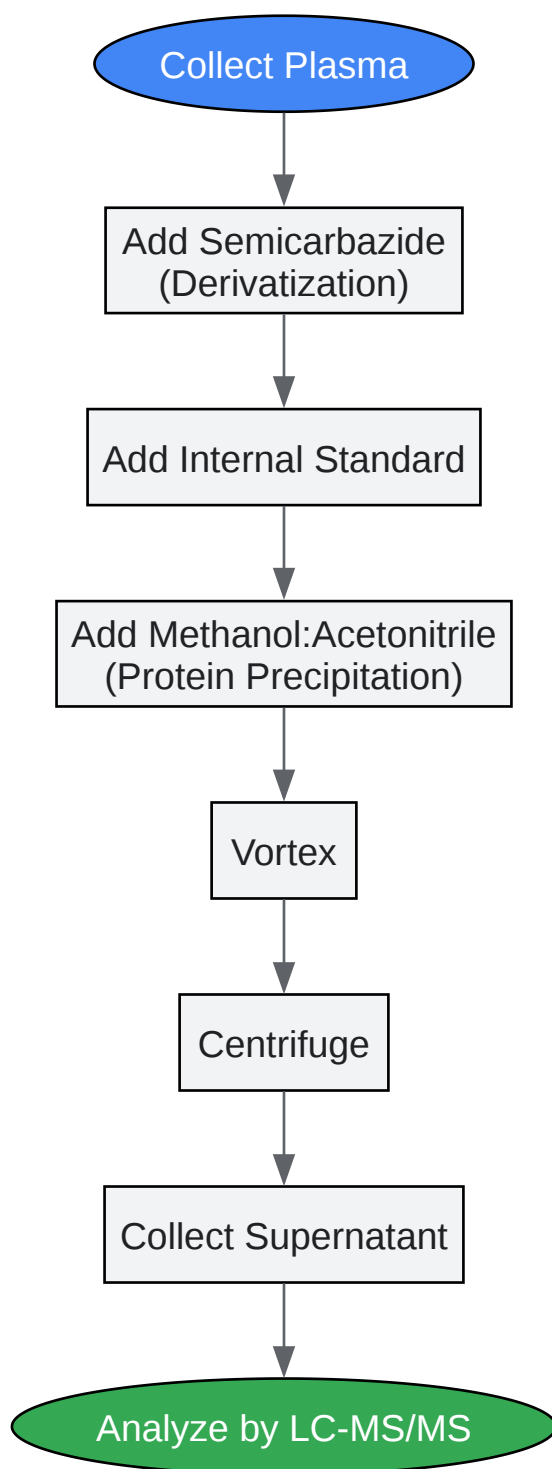 Collect Plasma
Add Semicarbazide
(Derivatization)
Add Internal Standard
Add Methanol:Acetonitrile
(Protein Precipitation)
Vortex
Centrifuge
Collect Supernatant
Analyze by LC-MS/MS